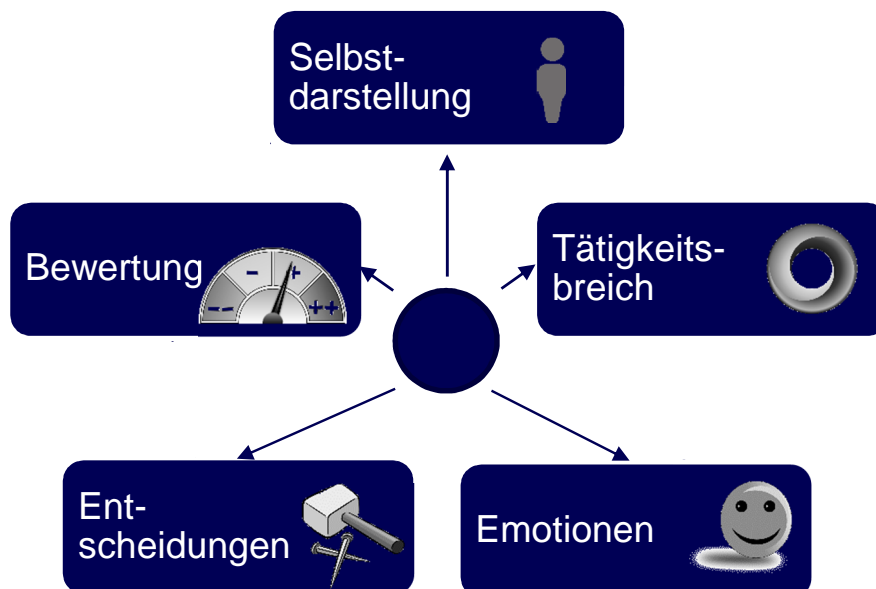 Selbst-
darstellung
Bewertung
--
-
+
++
Tätigkeits-
breich
Ent-
scheidungen
Emotionen